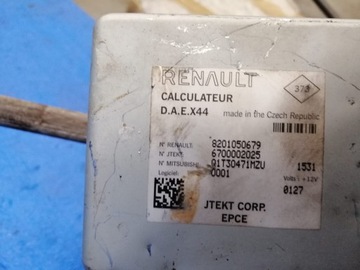 RENAULT
373
CALCULATEUR
D.A.E.X44 made in the Czech Republic
N° RENAULT: 8201050679
N° JTEKT: 6700002025
N° MITSUBISHI: Q1T30471MZU 1531
Logiciel: 0001 Volts : +12V
0127
JTEKT CORP.
EPCE